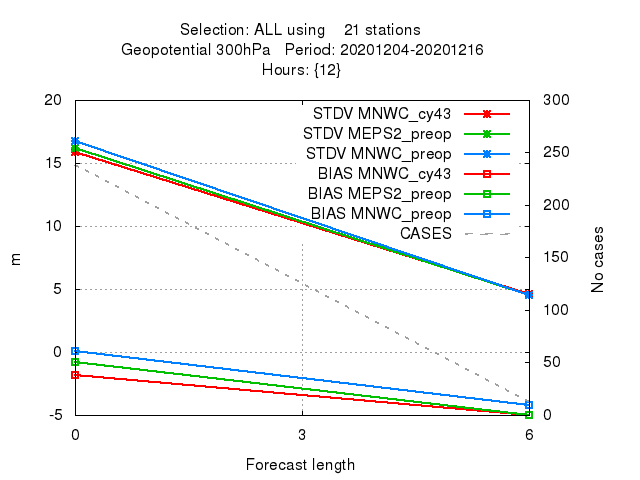 Selection: ALL using 21 stations
Geopotential 300hPa Period: 20201204-20201216
Hours: {12}
20
15
10
5
0
-5
m
300
250
200
150
100
50
0
No cases
STDV MNWC_cy43
STDV MEPS2_preop
STDV MNWC_preop
BIAS MNWC_cy43
BIAS MEPS2_preop
BIAS MNWC_preop
CASES
0 3 6
Forecast length